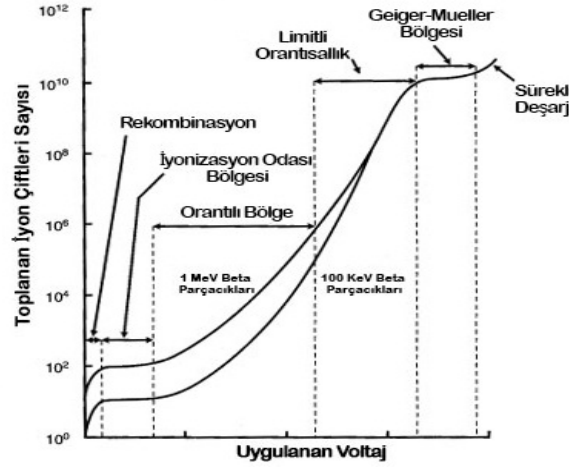 Geiger-Mueller
Bölgesi
Limitli
Orantısallık
Sürekl
Deşarj
Rekombinasyon
İyonizasyon Odası
Bölgesi
Orantılı Bölge
1 MeV Beta
Parçacıkları
100 KeV Beta
Parçacıkları
Toplanan İyon Çiftleri Sayısı
10¹²
10¹⁰
10⁸
10⁶
10⁴
10²
10⁰
Uygulanan Voltaj